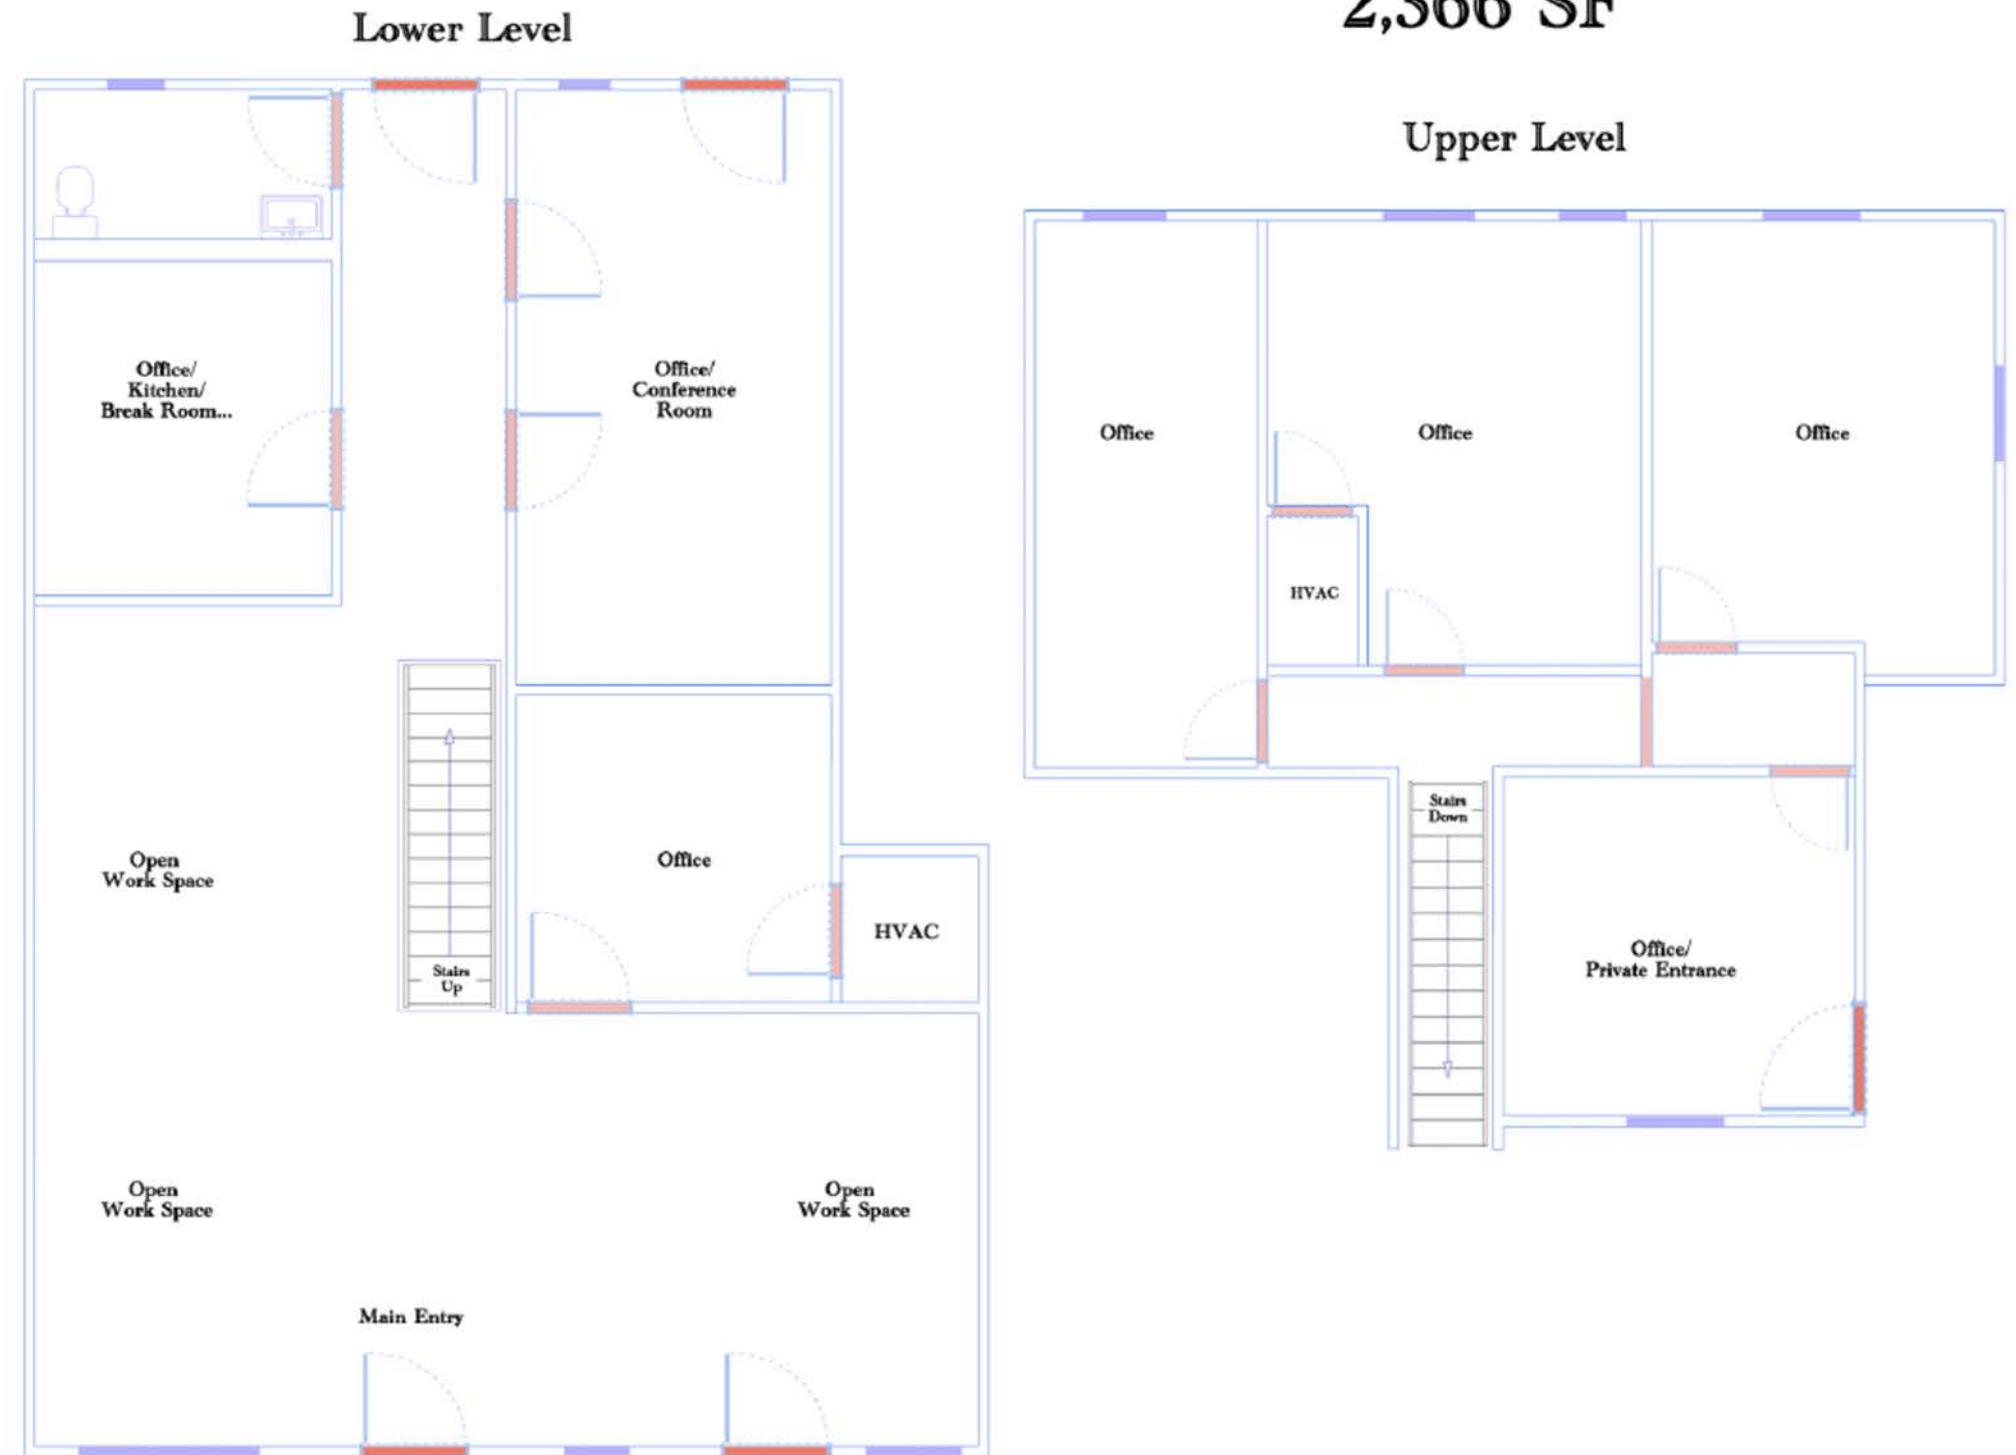 Lower Level
2,366 SF
Upper Level
Office/
Kitchen/
Break Room...
Office/
Conference
Room
Office
Office
Office
HVAC
Stairs
Down
Open
Work Space
Office
HVAC
Stairs
Up
Office/
Private Entrance
Open
Work Space
Open
Work Space
Main Entry